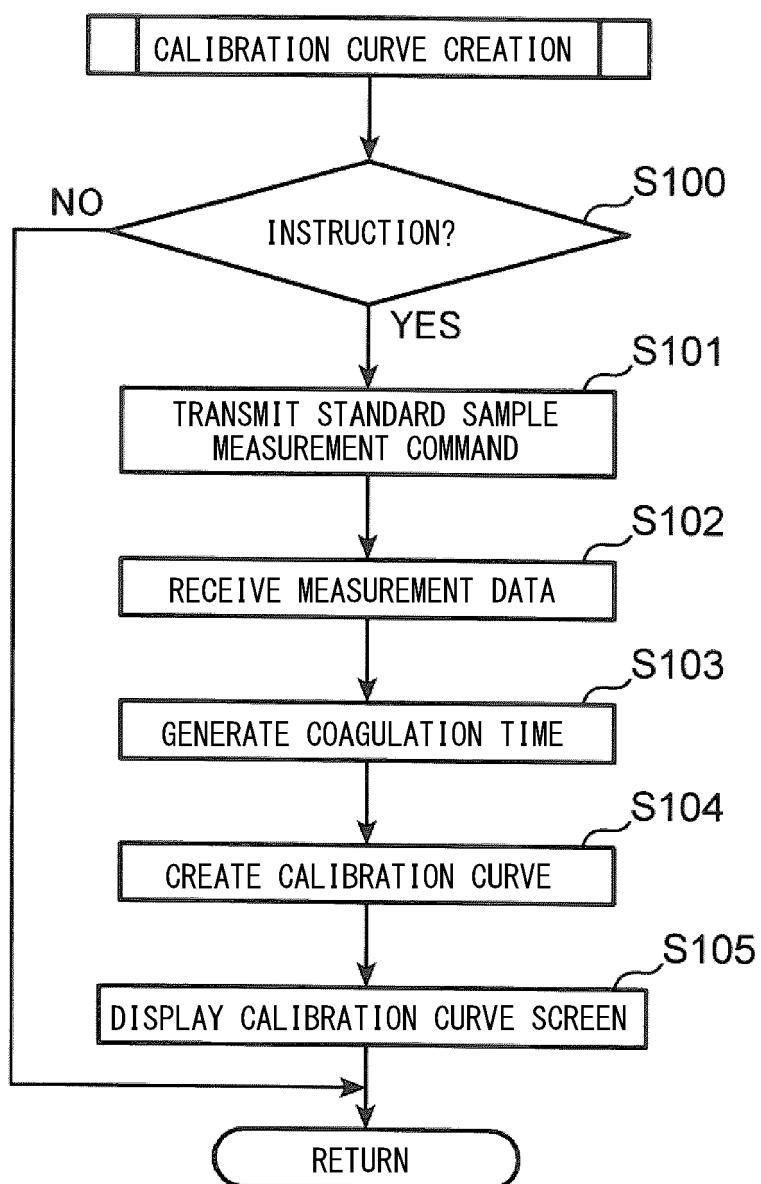 CALIBRATION CURVE CREATION
S100
NO
INSTRUCTION?
YES
S101
TRANSMIT STANDARD SAMPLE
MEASUREMENT COMMAND
S102
RECEIVE MEASUREMENT DATA
S103
GENERATE COAGULATION TIME
S104
CREATE CALIBRATION CURVE
S105
DISPLAY CALIBRATION CURVE SCREEN
RETURN